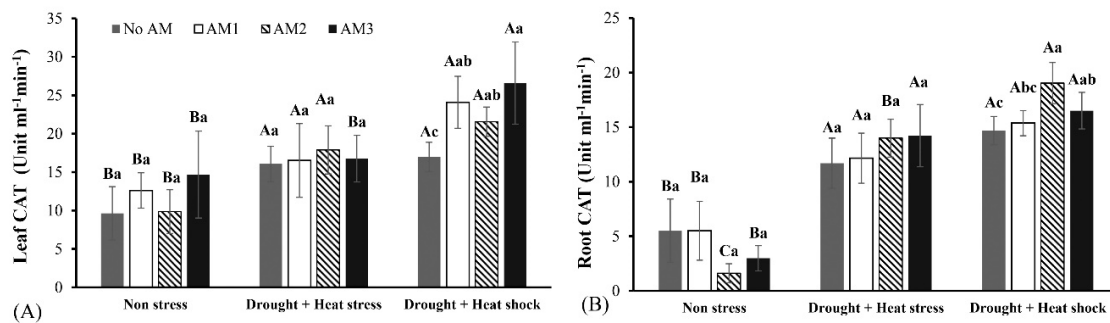 35
30
25
20
15
10
5
0
Leaf CAT (Unit ml-1min-1)
No AM AM1 AM2 AM3
Ba Ba Ba Ba
Aa Aa Aa Ba
Ac Aab Aab Aa
Non stress Drought + Heat stress Drought + Heat shock
(A)
25
20
15
10
5
0
Root CAT (Unit ml-1min-1)
Ba Ba Ca Ba
Aa Aa Ba Aa
Ac Abc Aa Aab
Non stress Drought + Heat stress Drought + Heat shock
(B)